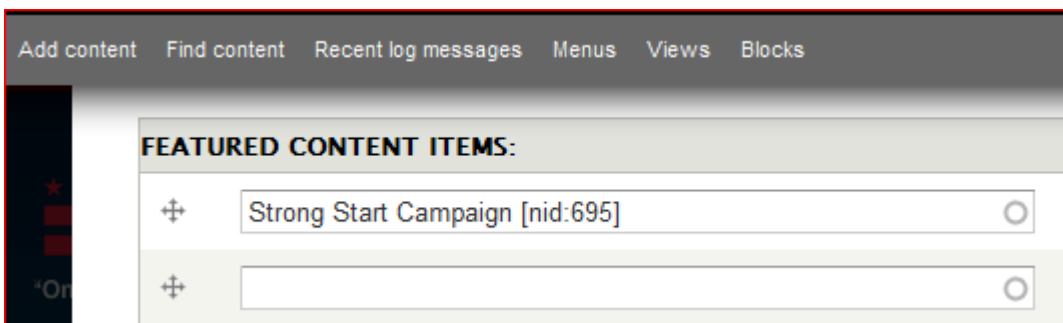 Add content Find content Recent log messages Menus Views Blocks
FEATURED CONTENT ITEMS:
Strong Start Campaign [nid:695]
“On